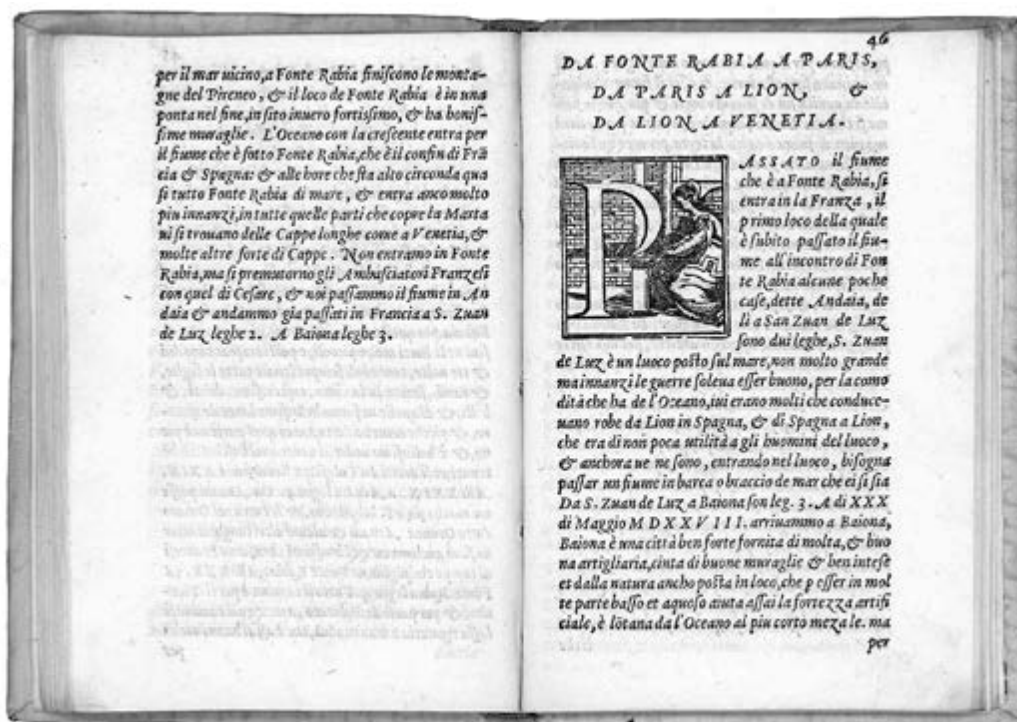 per il mar uicino, a Fonte Rabia finiſcono le monta-
gne del Pireneo, & il loco de Fonte Rabia è in una
ponta nel fine, in ſito inuero fortiſſimo, & ha boniſ-
ſime muraglie. L'Oceano con la creſcente entra per
il fiume che è ſotto Fonte Rabia, che è il confin di Frã
cia & Spagna: & alle hore che ſta alto circonda qua
ſi tutto Fonte Rabia di mare, & entra anco molto
piu innanzi, in tutte quelle parti che copre la Marea
ui ſi trouano delle Cappe longhe come a Venetia, &
molte altre ſorte di Cappe. Non entramo in Fonte
Rabia, ma ſi premutorno gli Ambaſciatori Franzeſi
con quel di Ceſare, & noi paſſammo il fiume in An
daia & andammo gia paſſati in Francia a S. Zuan
de Luz leghe 2. A Baiona leghe 3.
46
DA FONTE RABIA A PARIS,
DA PARIS A LION, &
DA LION A VENETIA.
PASSATO il fiume
che è a Fonte Rabia, ſi
entra in la Franza, il
primo loco della quale
è ſubito paſſato il fiu-
me all'incontro di Fon
te Rabia alcune poche
caſe, dette Andaia, de
li a San Zuan de Luz
ſono dui leghe, S. Zuan
de Luz è un luoco poſto ſul mare, non molto grande
ma innanzi le guerre ſoleua eſſer buono, per la como
dità che ha de l'Oceano, iui erano molti che conduce-
uano robe da Lion in Spagna, & di Spagna a Lion,
che era di non poca utilità a gli huomini del luoco,
& anchora ue ne ſono, entrando nel luoco, biſogna
paſſar un fiume in barca o braccio de mar che ei ſi ſia
Da S. Zuan de Luz a Baiona ſon leg. 3. A di XXX
di Maggio M D XXVIII. arriuammo a Baiona,
Baiona è una città ben forte fornita di molta, & buo
na artigliaria, cinta di buone muraglie & ben inteſe
et dalla natura ancho poſta in loco, che p eſſer in mol
te parte baſſo et aquoſo aiuta aſſai la fortezza artifi
ciale, è lõtana da l'Oceano al piu corto meza le. ma
per